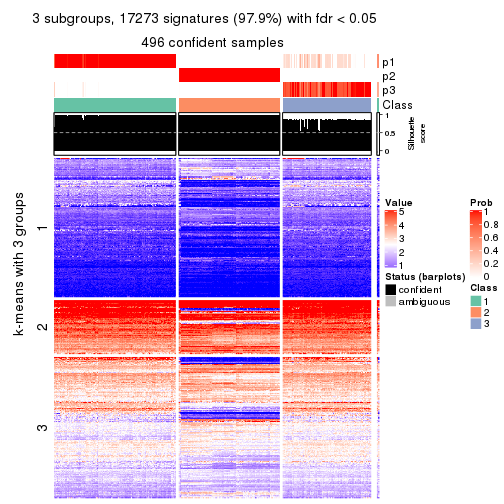 3 subgroups, 17273 signatures (97.9%) with fdr < 0.05
496 confident samples
p1
p2
p3
Class
1
0.5
0
Silhouette
score
k-means with 3 groups
1
2
3
Value
5
4
3
2
1
Status (barplots)
confident
ambiguous
Prob
1
0.8
0.6
0.4
0.2
0
Class
1
2
3